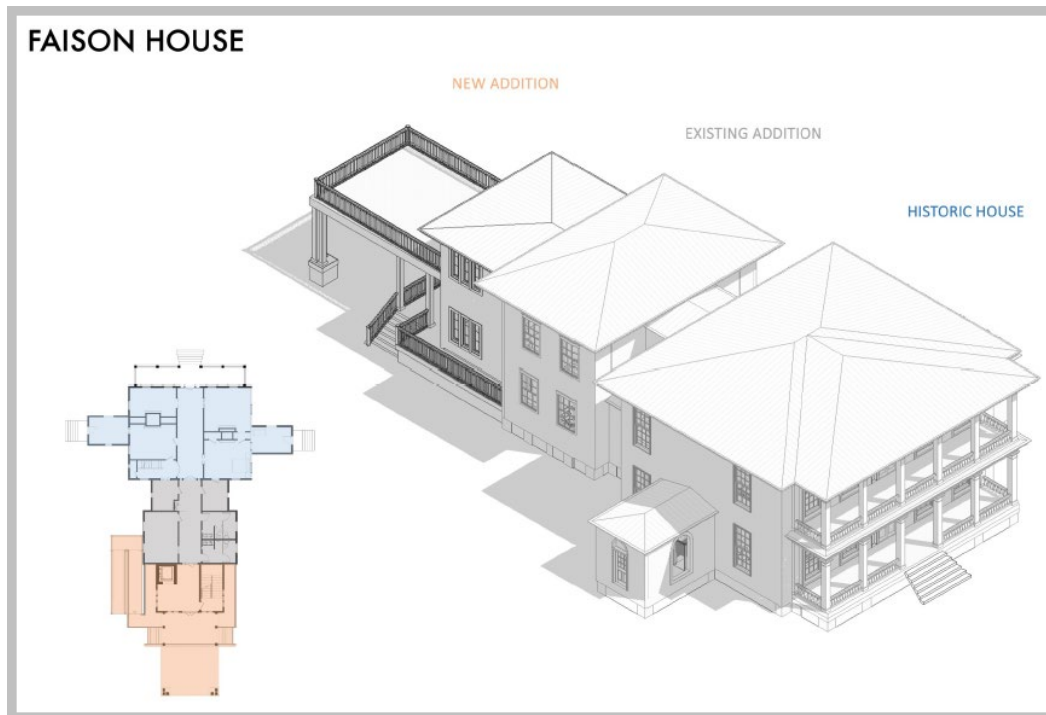 FAISON HOUSE
NEW ADDITION
EXISTING ADDITION
HISTORIC HOUSE